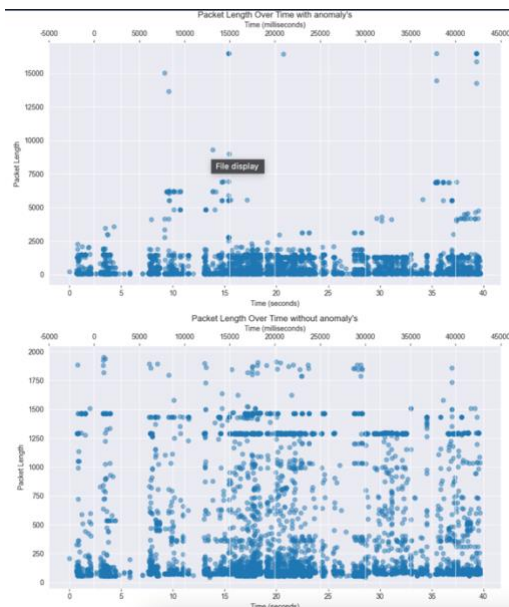 Packet Length Over Time with anomaly's
Time (milliseconds)
-5000 0 5000 10000 15000 20000 25000 30000 35000 40000 45000
15000
12500
10000
7500
5000
2500
0
Packet Length
File display
0 5 10 15 20 25 30 35 40
Time (seconds)
Packet Length Over Time without anomaly's
Time (milliseconds)
-5000 0 5000 10000 15000 20000 25000 30000 35000 40000 45000
2000
1750
1500
1250
1000
750
500
250
0
Packet Length
0 5 10 15 20 25 30 35 40
Time (seconds)